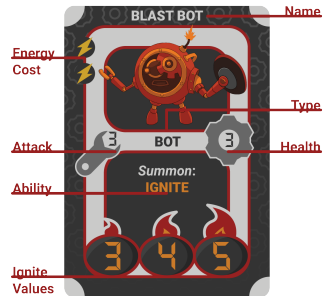 BLAST BOT
Name
Energy
Cost
Type
3
3
Attack
BOT
Health
Summon:
Ability
IGNITE
3 4 5
Ignite
Values